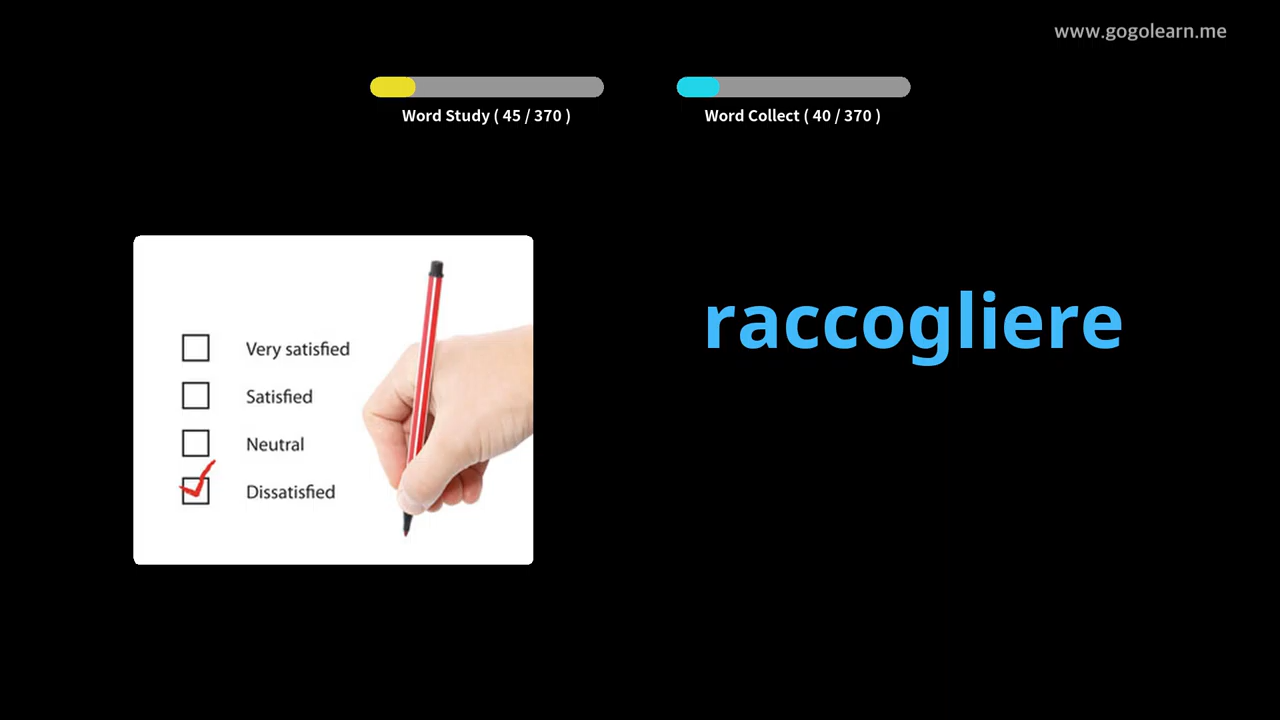 www.gogolearn.me
Word Study ( 45 / 370 )
Word Collect ( 40 / 370 )
Very satisfied
Satisfied
Neutral
Dissatisfied
raccogliere